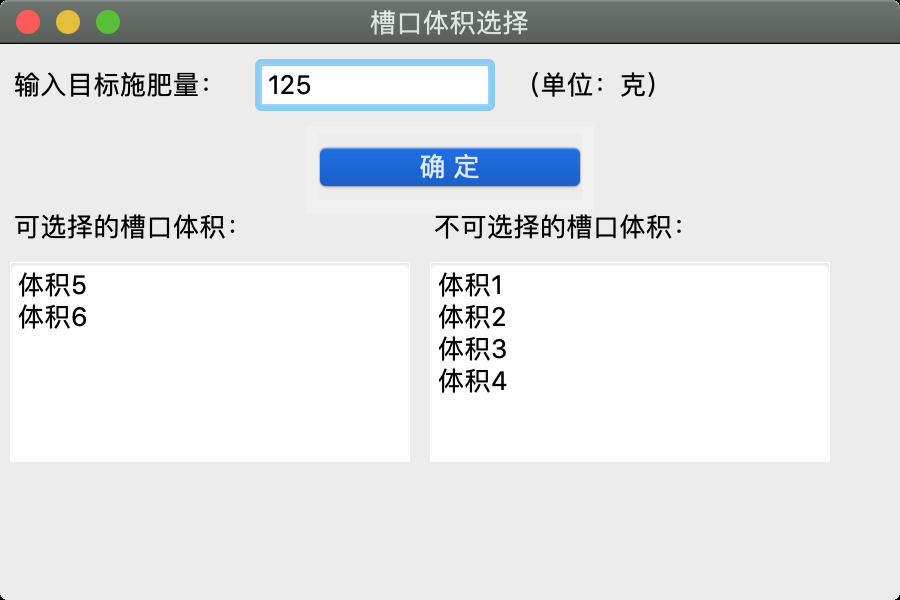 槽口体积选择
输入目标施肥量： 125 （单位：克）
确 定
可选择的槽口体积： 不可选择的槽口体积：
体积5 体积1
体积6 体积2
体积3
体积4